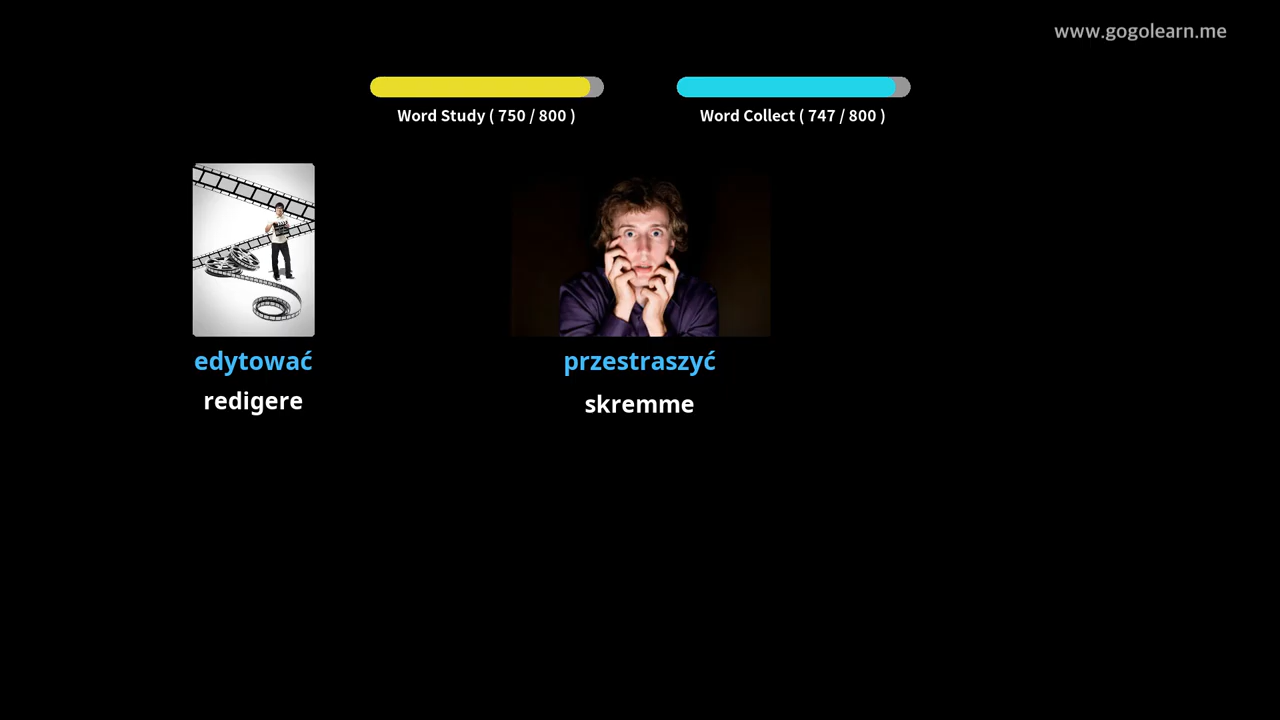 www.gogolearn.me
Word Study ( 750 / 800 )
Word Collect ( 747 / 800 )
edytować
redigere
przestraszyć
skremme